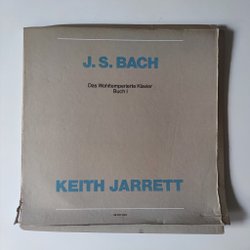 J. S. BACH
Das Wohltemperierte Klavier
Buch I
KEITH JARRETT